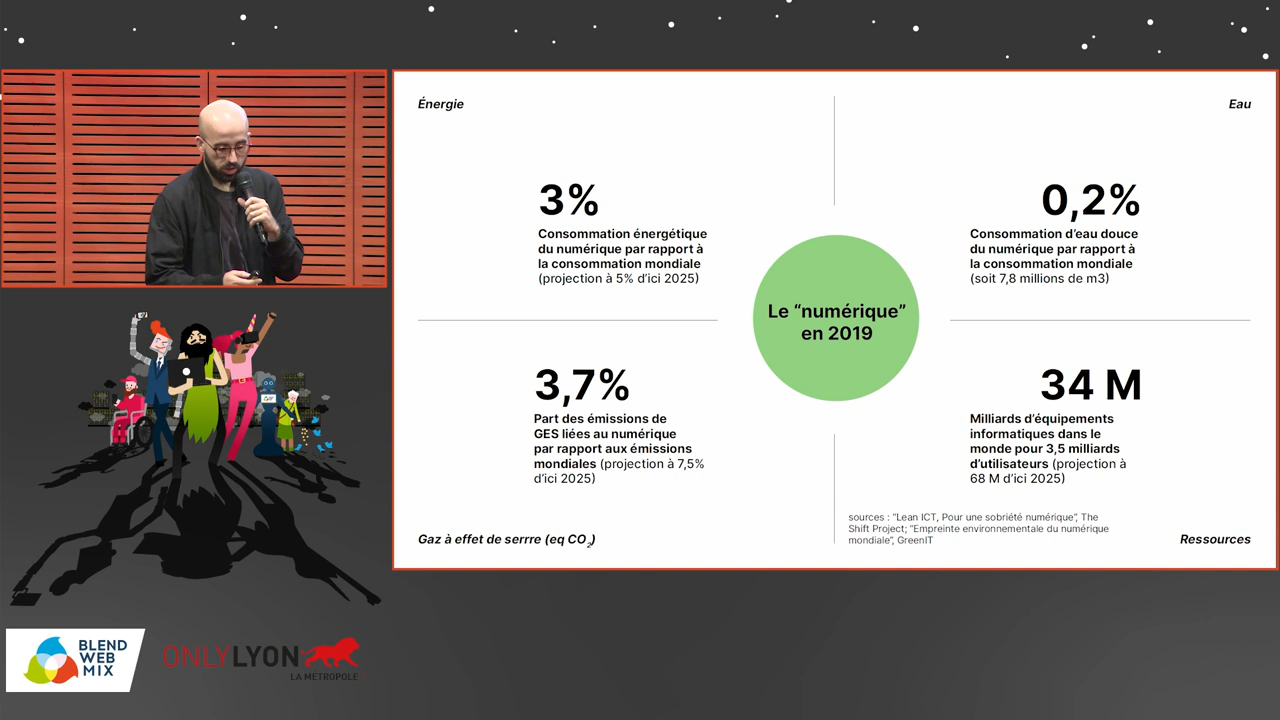 Énergie
Eau
3%
Consommation énergétique
du numérique par rapport à
la consommation mondiale
(projection à 5% d’ici 2025)
0,2%
Consommation d’eau douce
du numérique par rapport à
la consommation mondiale
(soit 7,8 millions de m3)
Le “numérique”
en 2019
3,7%
Part des émissions de
GES liées au numérique
par rapport aux émissions
mondiales (projection à 7,5%
d’ici 2025)
34 M
Milliards d’équipements
informatiques dans le
monde pour 3,5 milliards
d’utilisateurs (projection à
68 M d’ici 2025)
sources : “Lean ICT, Pour une sobriété numérique”, The
Shift Project; “Empreinte environnementale du numérique
mondiale”, GreenIT
Gaz à effet de serrre (eq CO2)
Ressources
BLEND
WEB
MIX
ONLYLYON
LA MÉTROPOLE